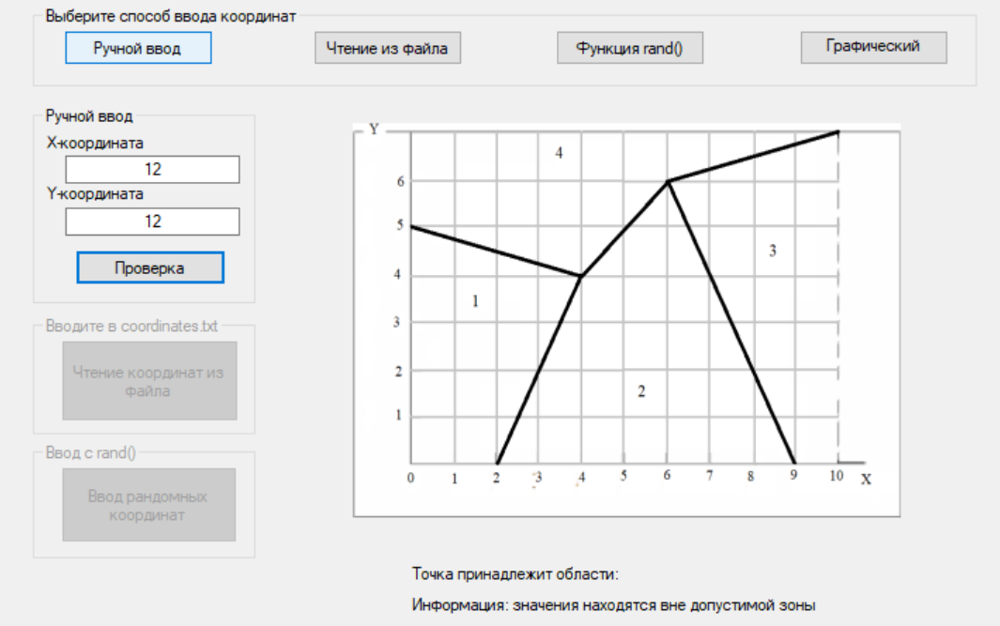 Выберите способ ввода координат
Ручной ввод
Чтение из файла
Функция rand()
Графический
Ручной ввод
X-координата
12
Y-координата
12
Проверка
Вводите в coordinates.txt
Чтение координат из
файла
Ввод с rand()
Ввод рандомных
координат
Y
4
6
5
3
4
1
3
2
2
1
0 1 2 3 4 5 6 7 8 9 10 X
Точка принадлежит области:
Информация: значения находятся вне допустимой зоны